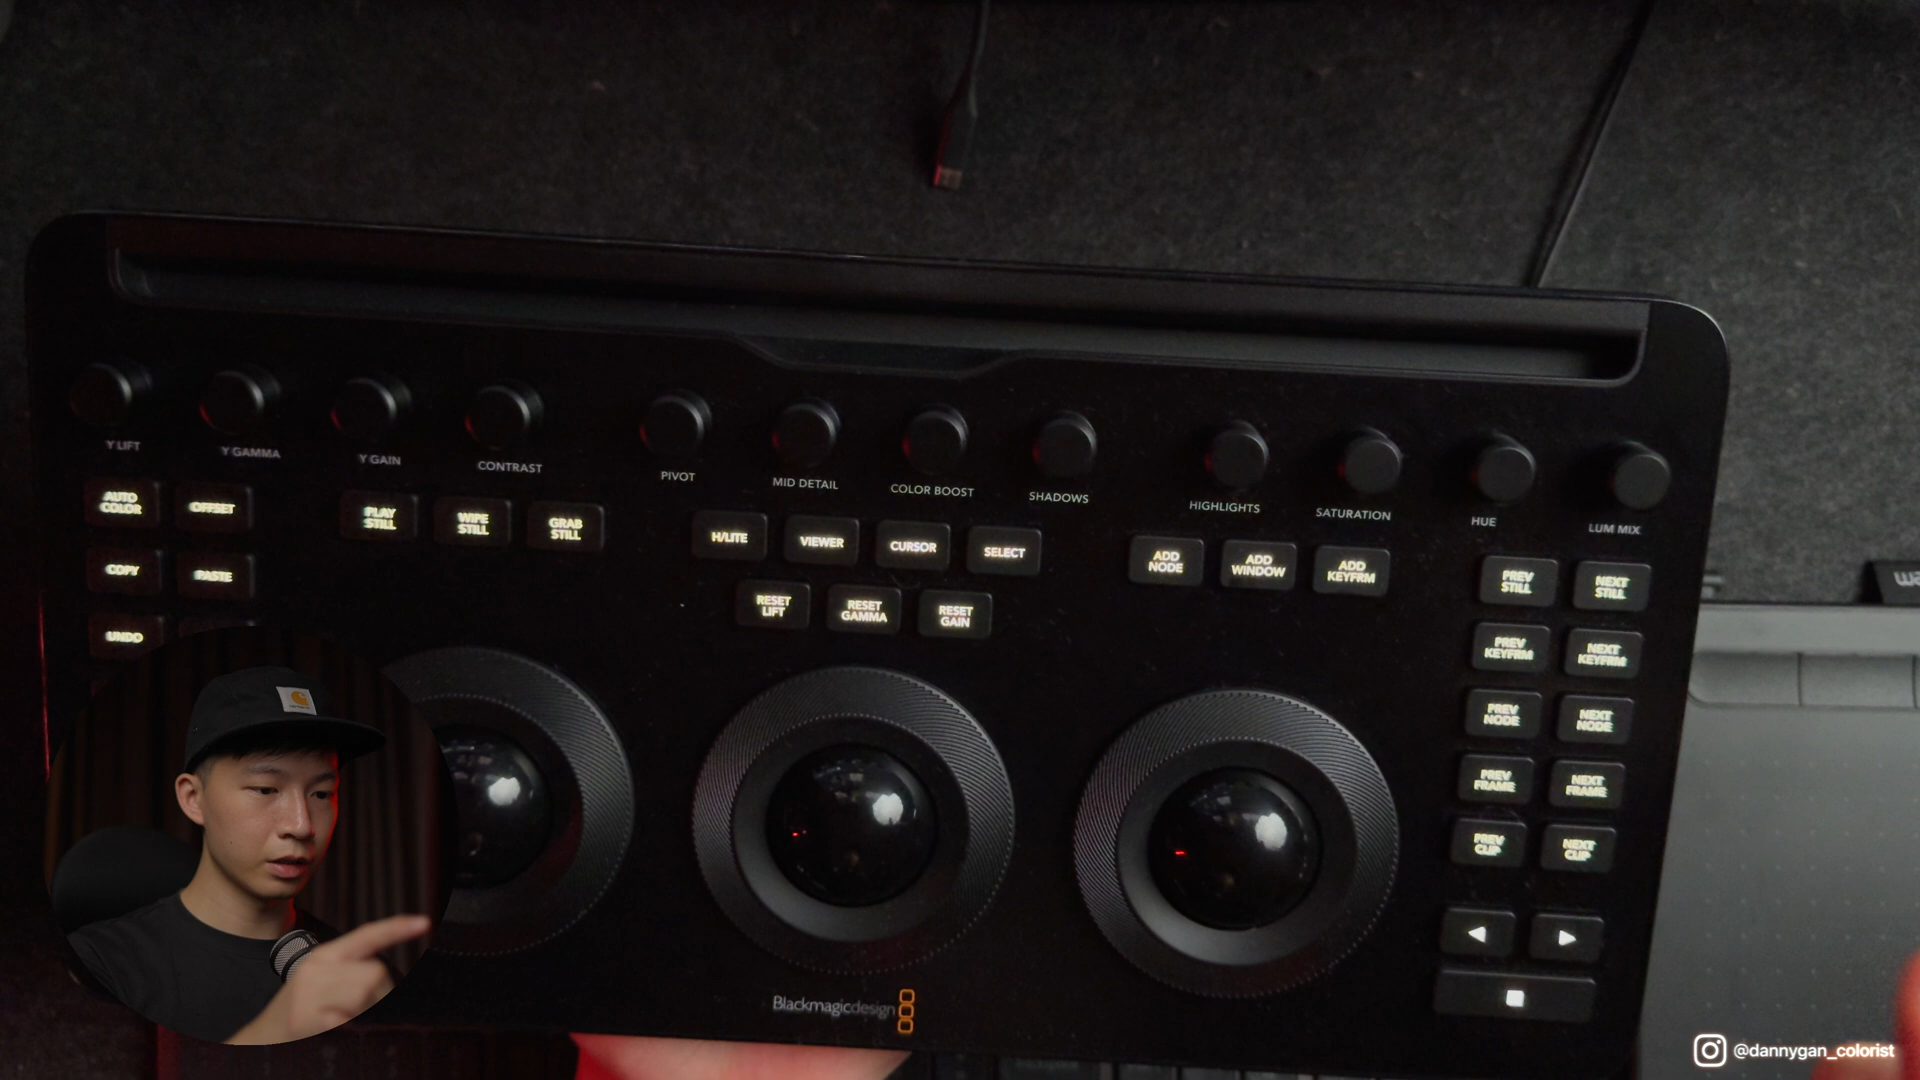 Y LIFT
Y GAMMA
Y GAIN
CONTRAST
PIVOT
MID DETAIL
COLOR BOOST
SHADOWS
HIGHLIGHTS
SATURATION
HUE
LUM MIX
AUTO
COLOR
OFFSET
PLAY
STILL
WIPE
STILL
GRAB
STILL
H/LITE
VIEWER
CURSOR
SELECT
ADD
NODE
ADD
WINDOW
ADD
KEYFRM
PREV
STILL
NEXT
STILL
COPY
PASTE
RESET
LIFT
RESET
GAMMA
RESET
GAIN
PREV
KEYFRM
NEXT
KEYFRM
UNDO
PREV
NODE
NEXT
NODE
PREV
FRAME
NEXT
FRAME
PREV
CLIP
NEXT
CLIP
Blackmagicdesign
@dannygan_colorist